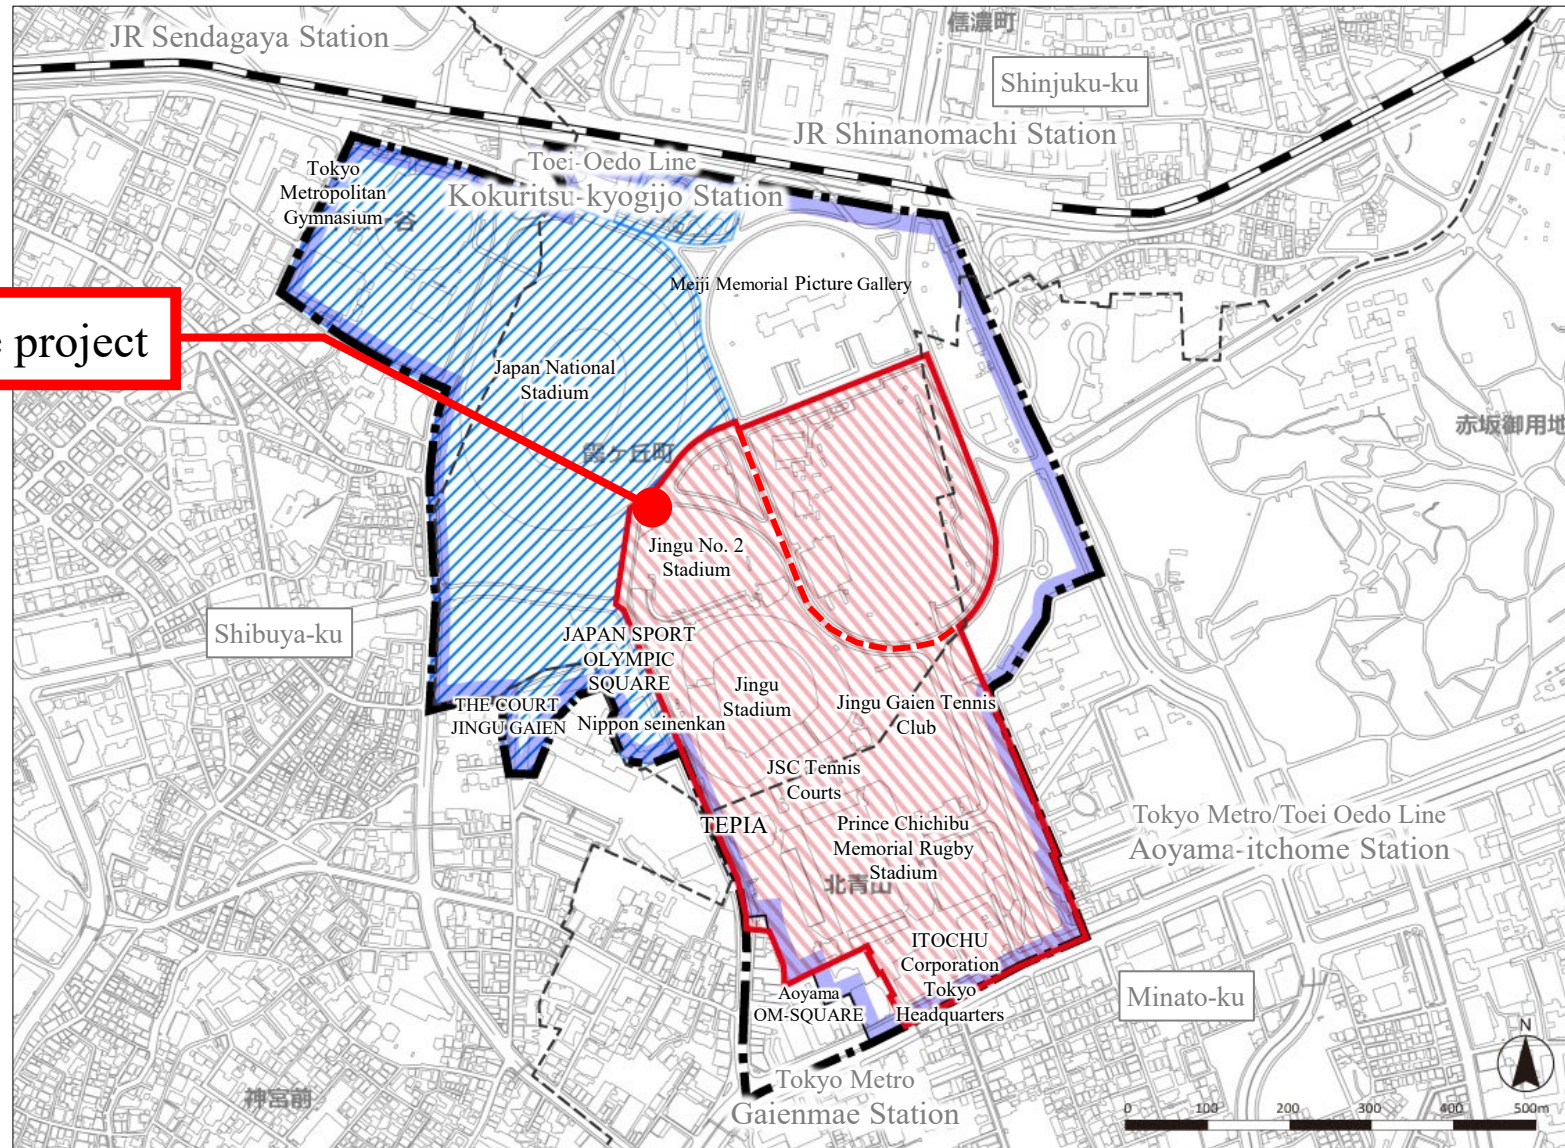 JR Sendagaya Station
信濃町
Shinjuku-ku
JR Shinanomachi Station
Toei-Oedo Line
Kokuritsu-kyogijo Station
Tokyo
Metropolitan
Gymnasium
谷
Meiji Memorial Picture Gallery
project
Japan National
Stadium
霞ヶ丘町
赤坂御用地
Jingu No. 2
Stadium
Shibuya-ku
JAPAN SPORT
OLYMPIC
SQUARE
Jingu
Stadium
Jingu Gaien Tennis
Club
THE COURT
JINGU GAIEN
Nippon seinenkan
JSC Tennis
Courts
TEPIA
Prince Chichibu
Memorial Rugby
Stadium
Tokyo Metro/Toei Oedo Line
Aoyama-itchome Station
北青山
ITOCHU
Corporation
Tokyo
Headquarters
Aoyama
OM-SQUARE
Minato-ku
N
Tokyo Metro
Gaienmae Station
神宮前
0 100 200 300 400 500m